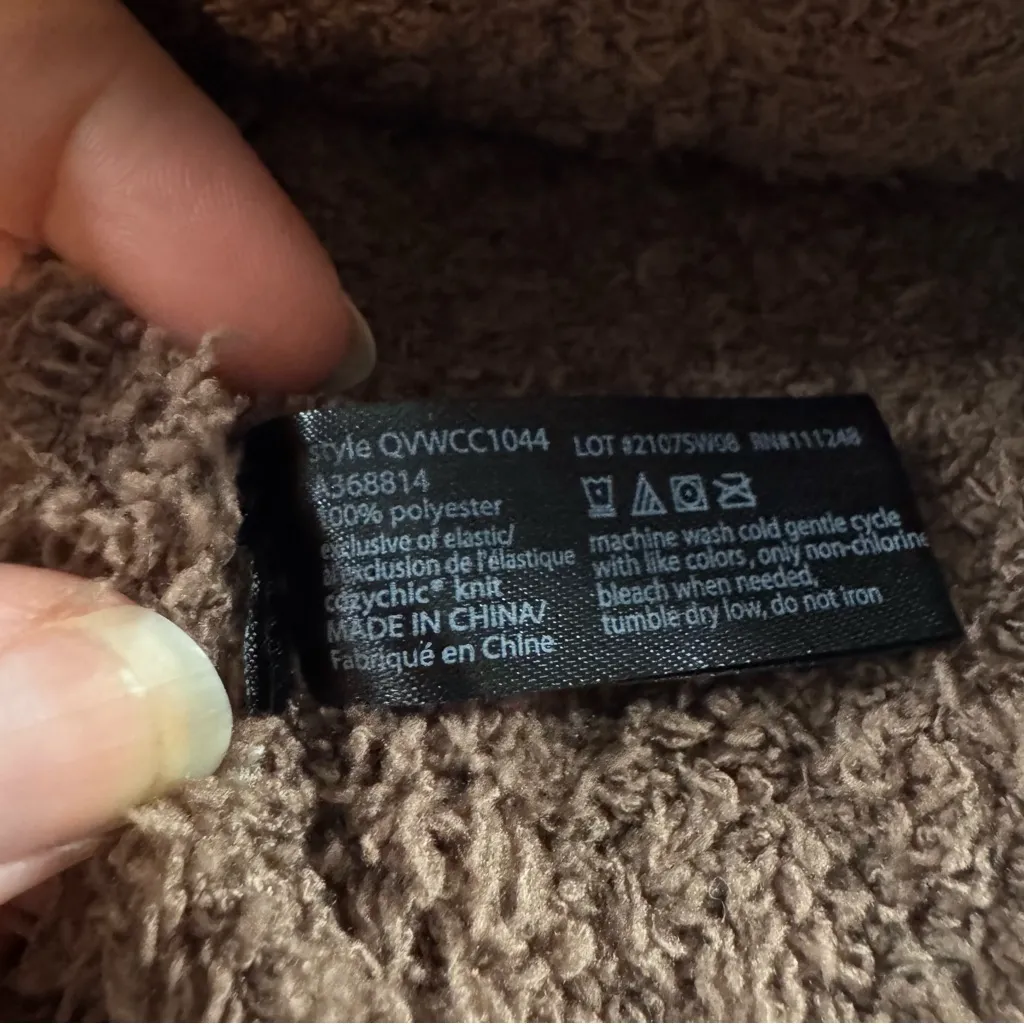 Style QVWCC1044
A368814
100% polyester
exclusive of elastic/
à exclusion de l'élastique
cozychic® knit
MADE IN CHINA/
Fabriqué en Chine
LOT #21075W08 RN#111248
machine wash cold gentle cycle
with like colors, only non-chlorine
bleach when needed,
tumble dry low, do not iron